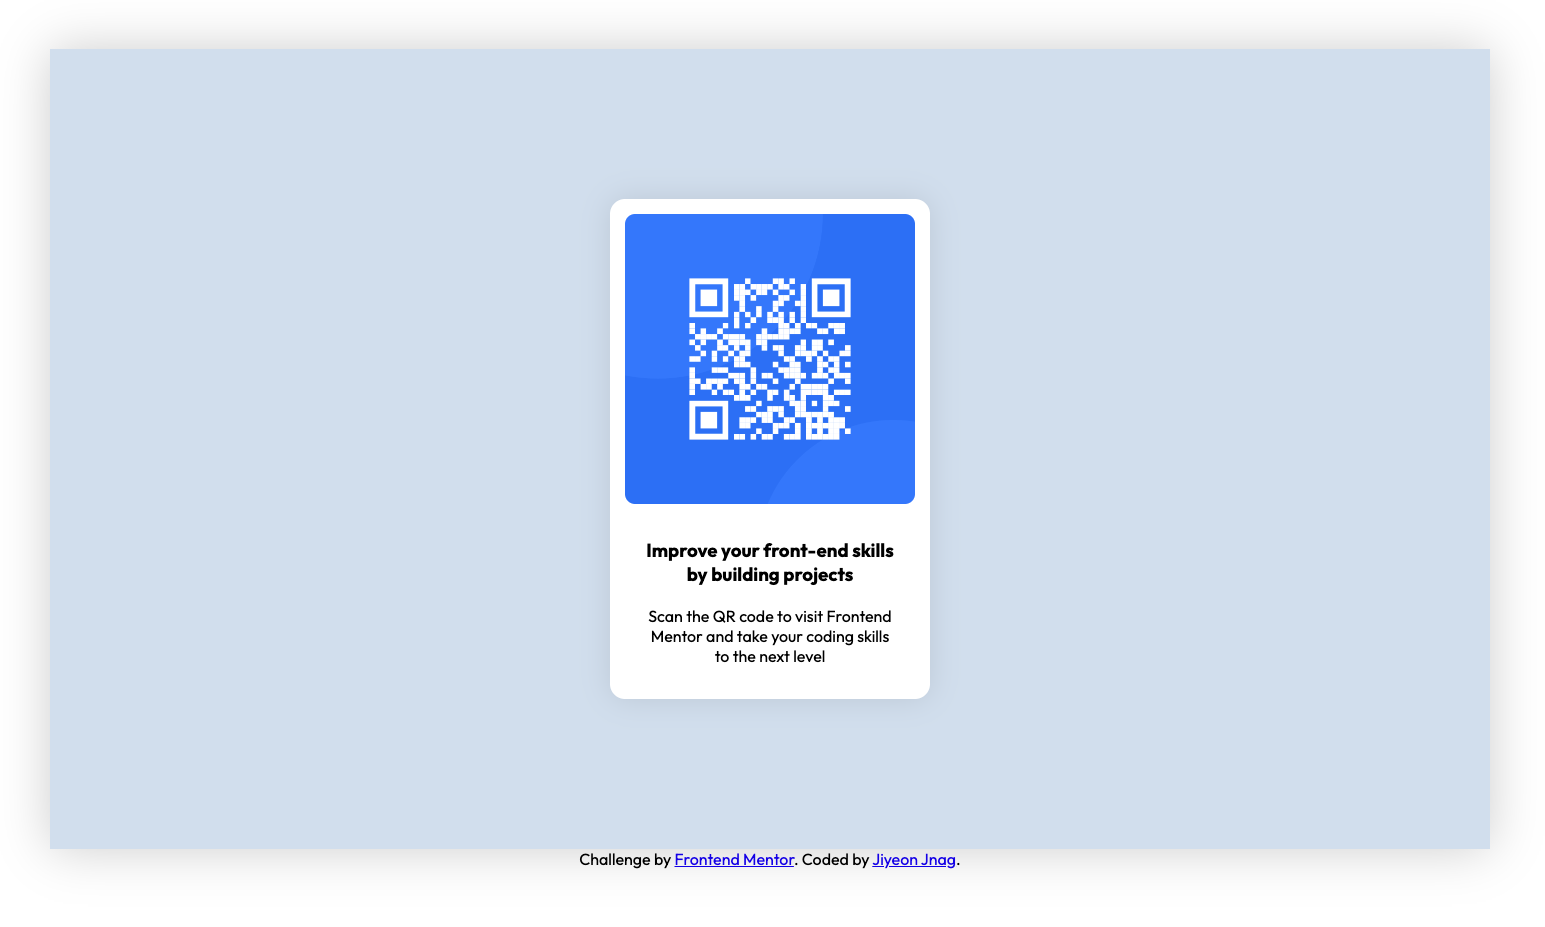 Improve your front-end skills
by building projects
Scan the QR code to visit Frontend
Mentor and take your coding skills
to the next level
Challenge by Frontend Mentor. Coded by Jiyeon Jnag.